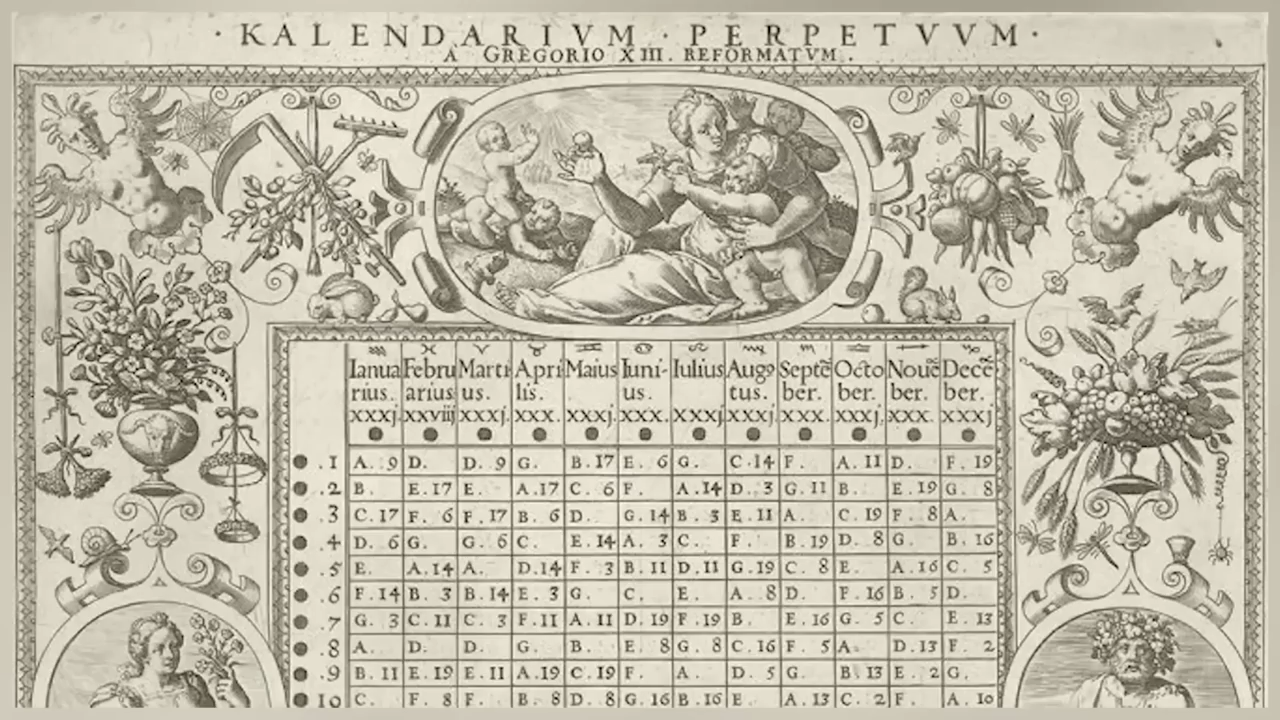 · KALENDARIVM · PERPETVVM ·
A GREGORIO XIII. REFORMATVM.
Ianua Febru Marti Apri Maius Iuni- Iulius Augo Septē Octo Nouē Decē
rius. arius us. lis. us. tus. ber. ber. ber. ber.
xxxj. xxviij xxxj. xxx. xxxj. xxx. xxxj. xxxj. xxx. xxxj. xxx. xxxj
.1 A. 9 D. D. 9 G. B. 17 E. 6 G. C. 14 F. A. 11 D. F. 19
.2 B. E. 17 E. A. 17 C. 6 F. A. 14 D. 3 G. 11 B. E. 19 G. 8
.3 C. 17 F. 6 F. 17 B. 6 D. G. 14 B. 3 E. 11 A. C. 19 F. 8 A.
.4 D. 6 G. G. 6 C. E. 14 A. 3 C. F. B. 19 D. 8 G. B. 16
.5 E. A. 14 A. D. 14 F. 3 B. 11 D. 11 G. 19 C. 8 E. A. 16 C. 5
.6 F. 14 B. 3 B. 14 E. 3 G. C. E. A. 8 D. F. 16 B. 5 D.
.7 G. 3 C. 11 C. 3 F. 11 A. 11 D. 19 F. 19 B. E. 16 G. 5 C. E. 13
.8 A. D. D. G. B. E. 8 G. 8 C. 16 F. 5 A. D. 13 F. 2
.9 B. 11 E. 19 E. 11 A. 19 C. 19 F. A. D. 5 G. B. 13 E. 2 G.
10 C. F. 8 F. B. 8 D. 8 G. 16 B. 16 E. A. 13 C. 2 F. A. 10